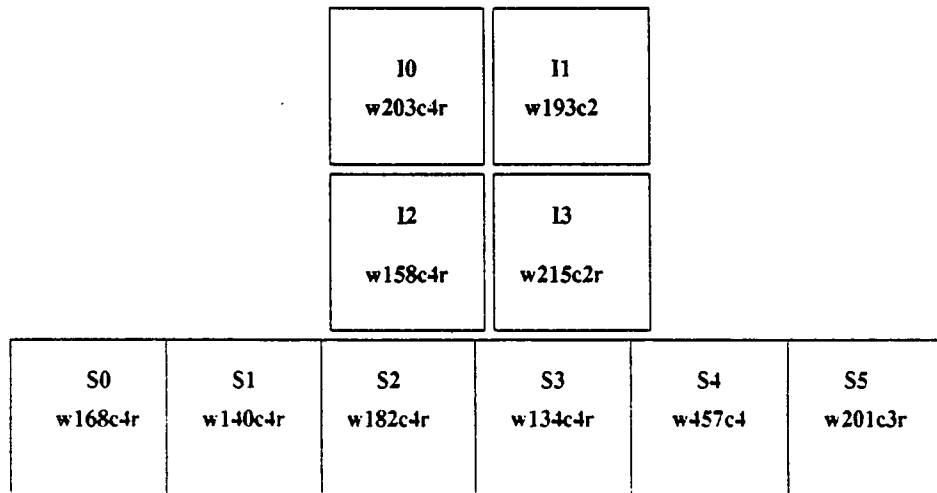 I0
w203c4r
I1
w193c2
I2
w158c4r
I3
w215c2r
S0
w168c4r
S1
w140c4r
S2
w182c4r
S3
w134c4r
S4
w457c4
S5
w201c3r